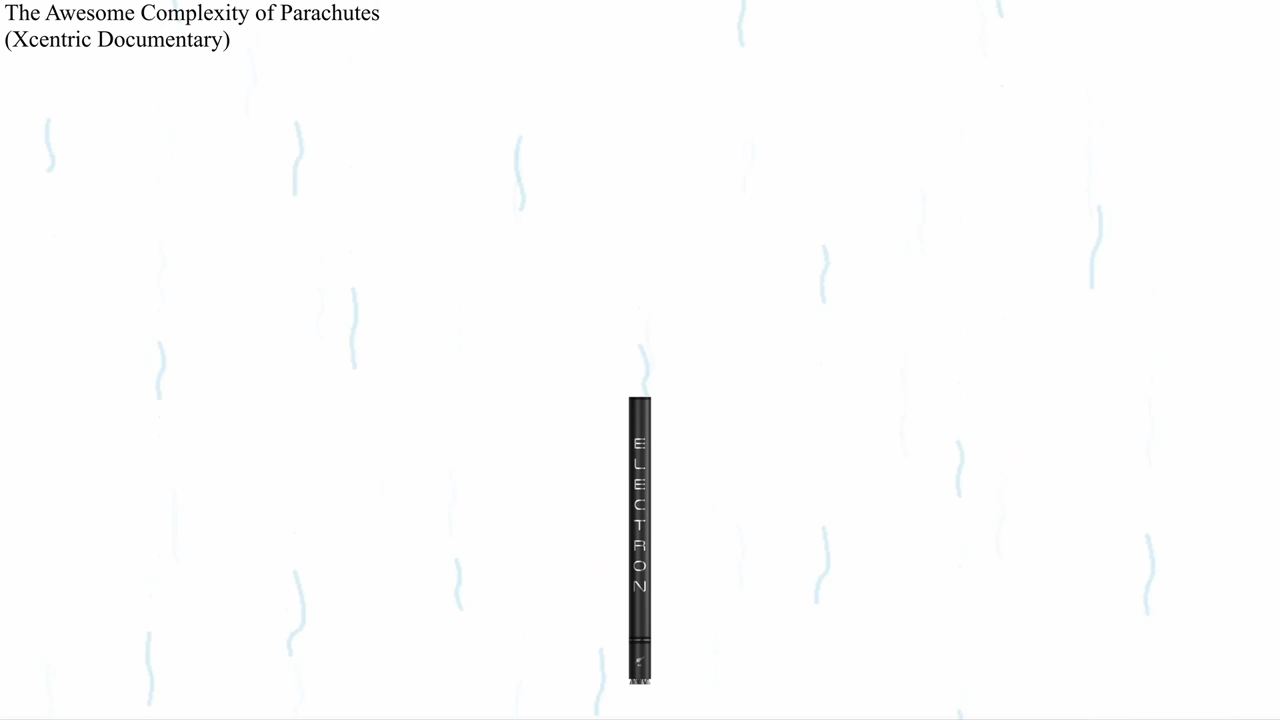 The Awesome Complexity of Parachutes
(Xcentric Documentary)
ELECTRON